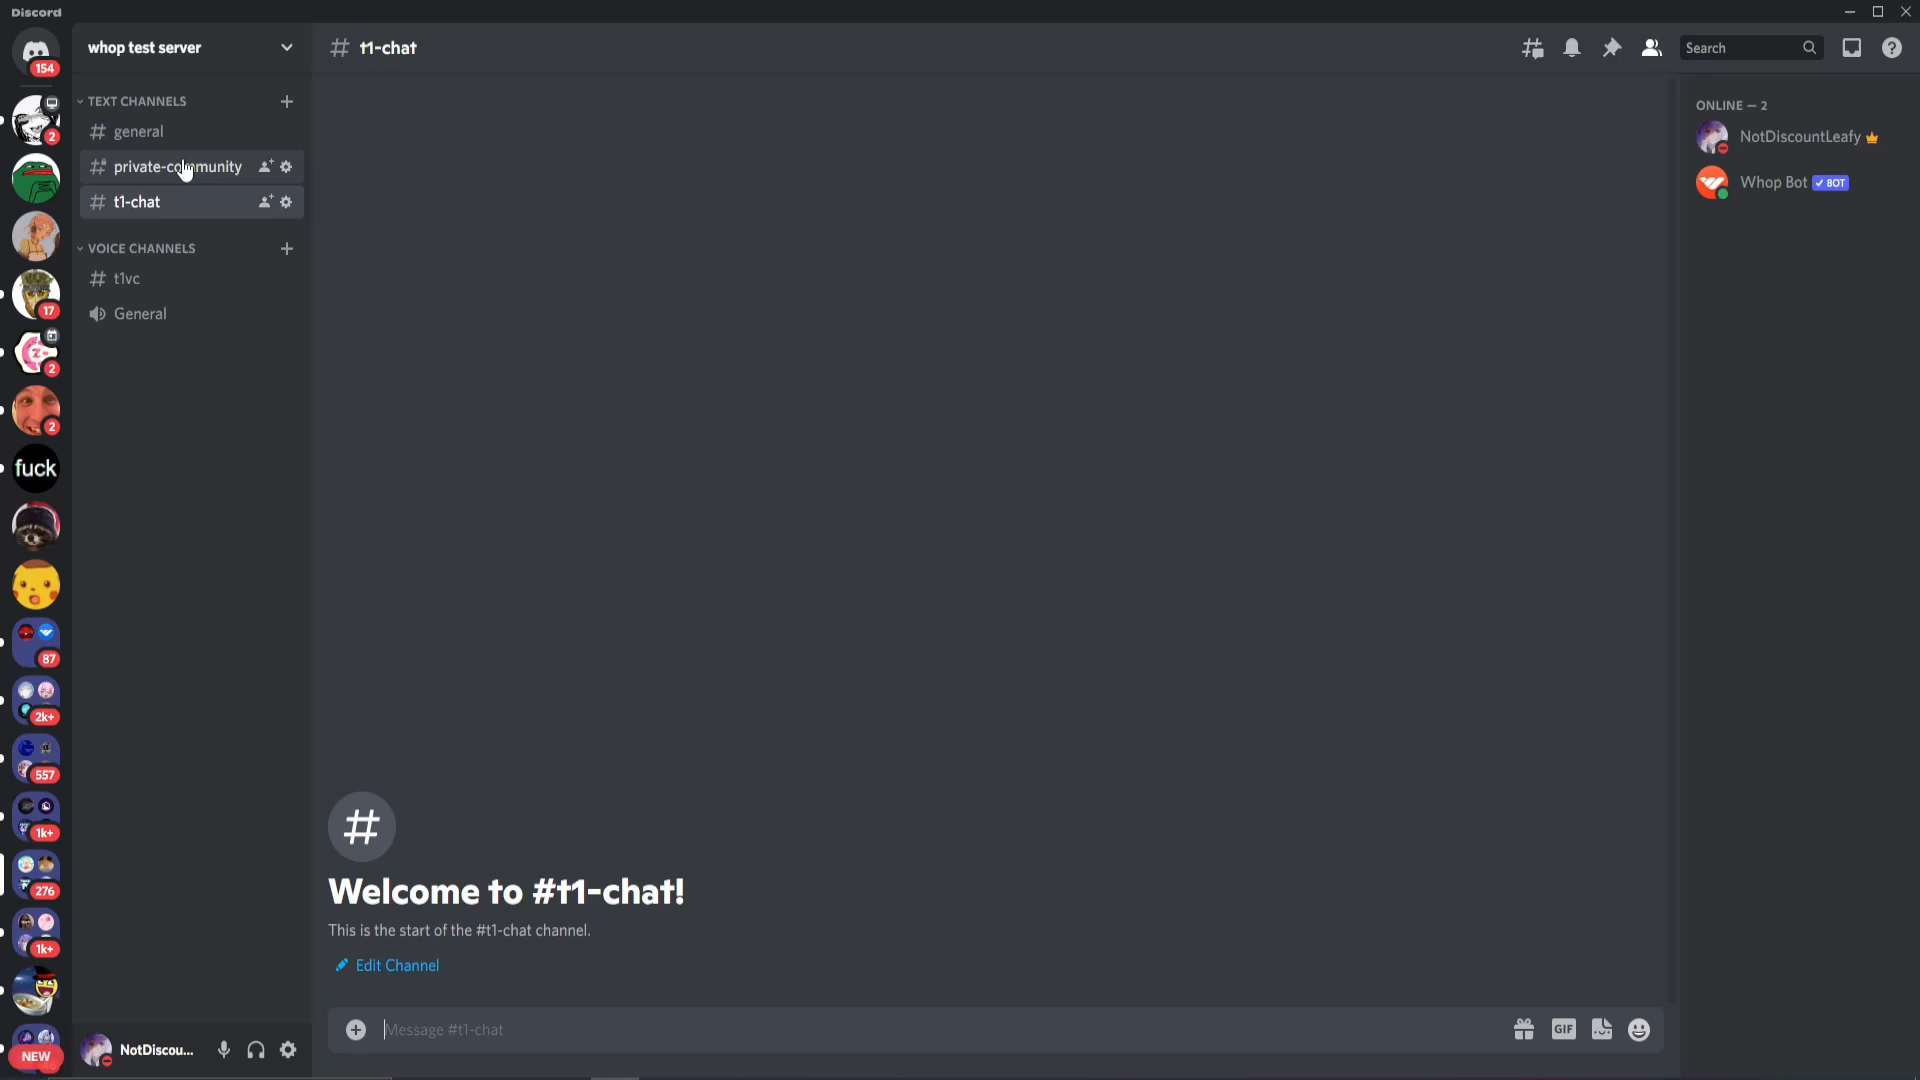 Discord
154
2
17
2
2
fuck
87
2k+
557
1k+
276
1k+
NEW
whop test server
TEXT CHANNELS
general
private-community
t1-chat
VOICE CHANNELS
t1vc
General
NotDiscou...
t1-chat
Search
Welcome to #t1-chat!
This is the start of the #t1-chat channel.
Edit Channel
Message #t1-chat
GIF
ONLINE — 2
NotDiscountLeafy
Whop Bot BOT